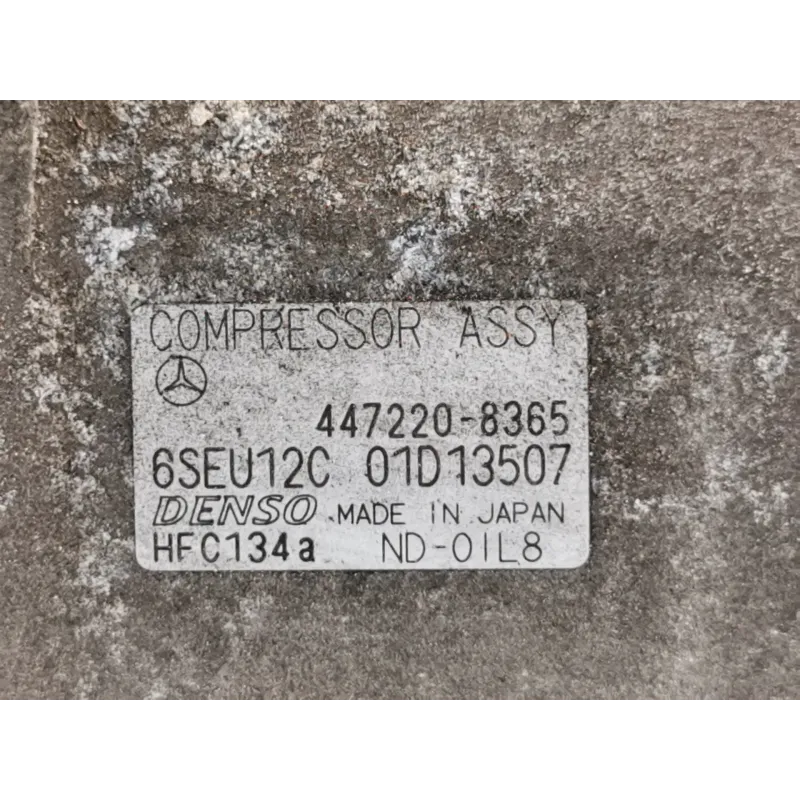 COMPRESSOR ASSY
447220-8365
6SEU12C 01D13507
DENSO MADE IN JAPAN
HFC134a ND-OIL8